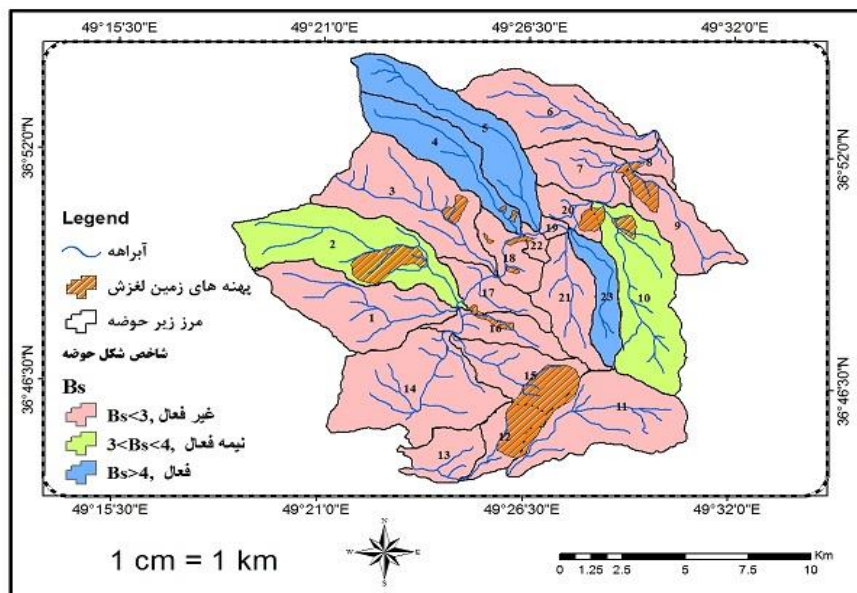 49°15'30"E 49°21'0"E 49°26'30"E 49°32'0"E
36°52'0"N
36°52'0"N
36°46'30"N
36°46'30"N
Legend
آبراهه
پهنه های زمین لغزش
مرز زیر حوضه
شاخص شکل حوضه
Bs
Bs<3, غیر فعال
3<Bs<4, نیمه فعال
Bs>4, فعال
6
5
4
7
8
3
20
9
19
2
22
18
21
23
10
17
1
16
14
15
11
12
13
49°15'30"E 49°21'0"E 49°26'30"E 49°32'0"E
1 cm = 1 km
N
W E
S
Km
0 1.25 2.5 5 7.5 10